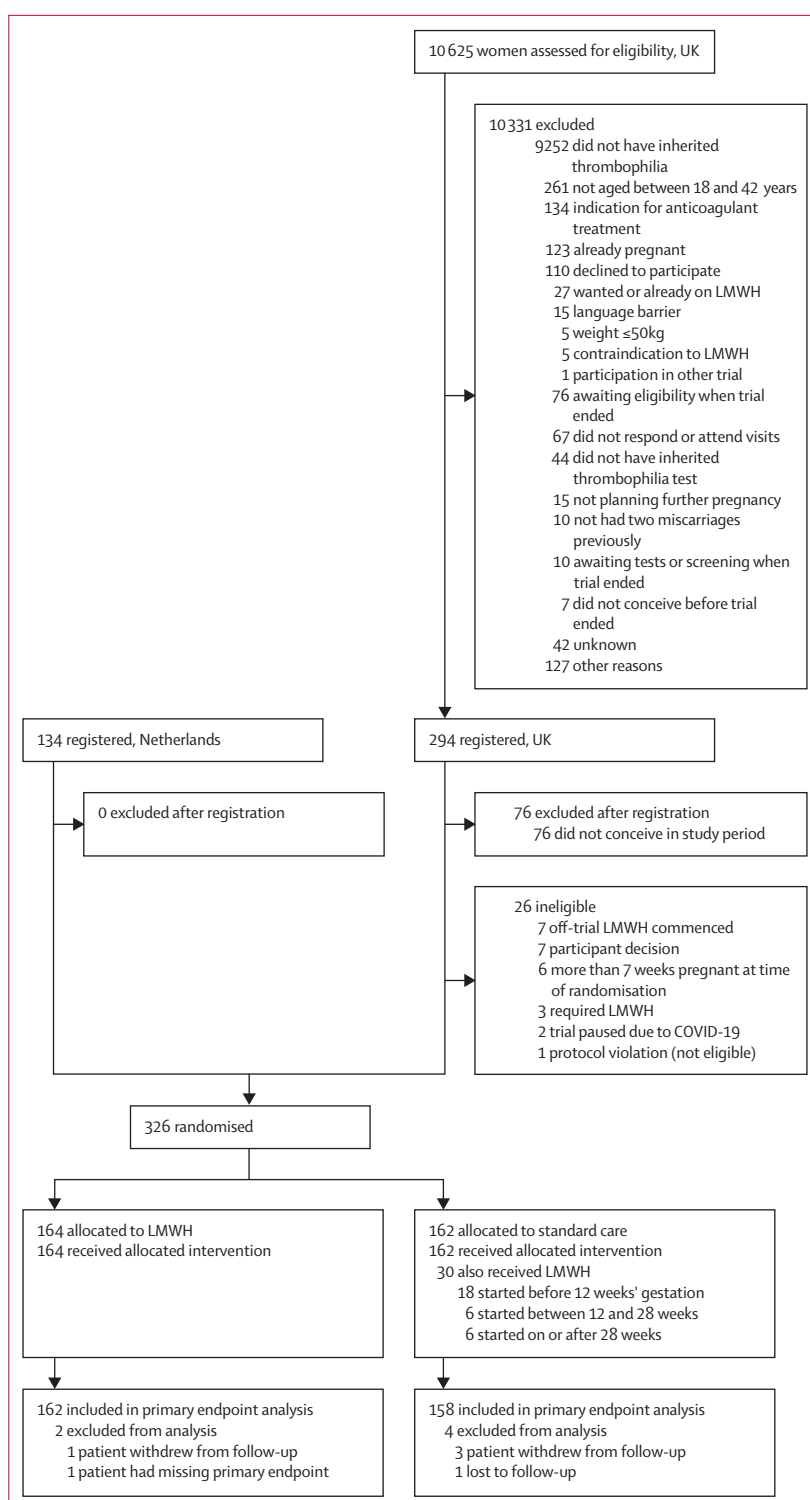 10 625 women assessed for eligibility, UK
10 331 excluded
9252 did not have inherited
thrombophilia
261 not aged between 18 and 42 years
134 indication for anticoagulant
treatment
123 already pregnant
110 declined to participate
27 wanted or already on LMWH
15 language barrier
5 weight ≤50kg
5 contraindication to LMWH
1 participation in other trial
76 awaiting eligibility when trial
ended
67 did not respond or attend visits
44 did not have inherited
thrombophilia test
15 not planning further pregnancy
10 not had two miscarriages
previously
10 awaiting tests or screening when
trial ended
7 did not conceive before trial
ended
42 unknown
127 other reasons
134 registered, Netherlands
294 registered, UK
0 excluded after registration
76 excluded after registration
76 did not conceive in study period
26 ineligible
7 off-trial LMWH commenced
7 participant decision
6 more than 7 weeks pregnant at time
of randomisation
3 required LMWH
2 trial paused due to COVID-19
1 protocol violation (not eligible)
326 randomised
164 allocated to LMWH
164 received allocated intervention
162 allocated to standard care
162 received allocated intervention
30 also received LMWH
18 started before 12 weeks' gestation
6 started between 12 and 28 weeks
6 started on or after 28 weeks
162 included in primary endpoint analysis
2 excluded from analysis
1 patient withdrew from follow-up
1 patient had missing primary endpoint
158 included in primary endpoint analysis
4 excluded from analysis
3 patient withdrew from follow-up
1 lost to follow-up